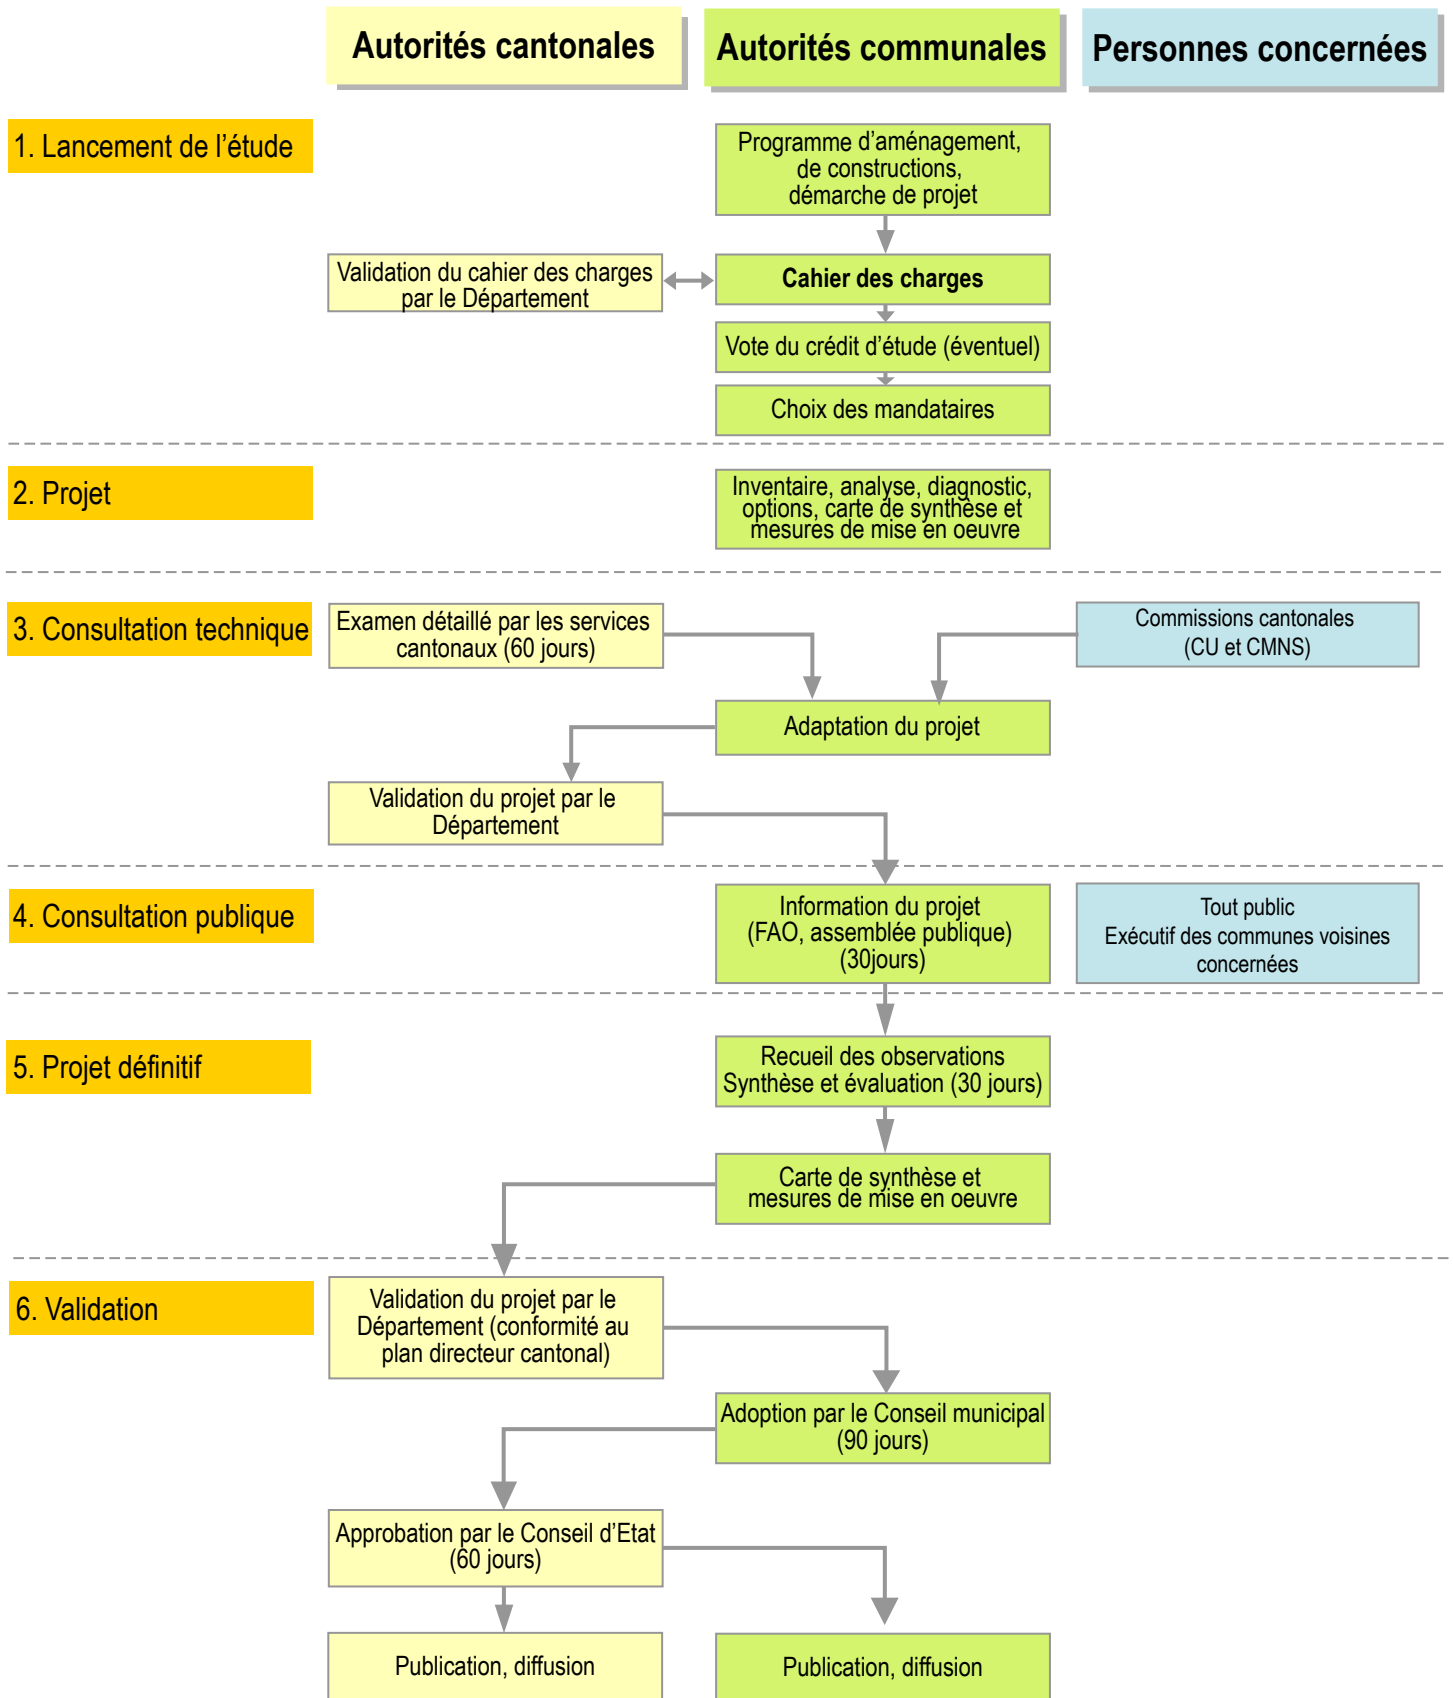 Autorités cantonales
Autorités communales
Personnes concernées
1. Lancement de l’étude
Programme d’aménagement,
de constructions,
démarche de projet
Validation du cahier des charges
par le Département
Cahier des charges
Vote du crédit d’étude (éventuel)
Choix des mandataires
2. Projet
Inventaire, analyse, diagnostic,
options, carte de synthèse et
mesures de mise en oeuvre
3. Consultation technique
Examen détaillé par les services
cantonaux (60 jours)
Commissions cantonales
(CU et CMNS)
Adaptation du projet
Validation du projet par le
Département
4. Consultation publique
Information du projet
(FAO, assemblée publique)
(30jours)
Tout public
Exécutif des communes voisines
concernées
5. Projet définitif
Recueil des observations
Synthèse et évaluation (30 jours)
Carte de synthèse et
mesures de mise en oeuvre
6. Validation
Validation du projet par le
Département (conformité au
plan directeur cantonal)
Adoption par le Conseil municipal
(90 jours)
Approbation par le Conseil d’Etat
(60 jours)
Publication, diffusion
Publication, diffusion